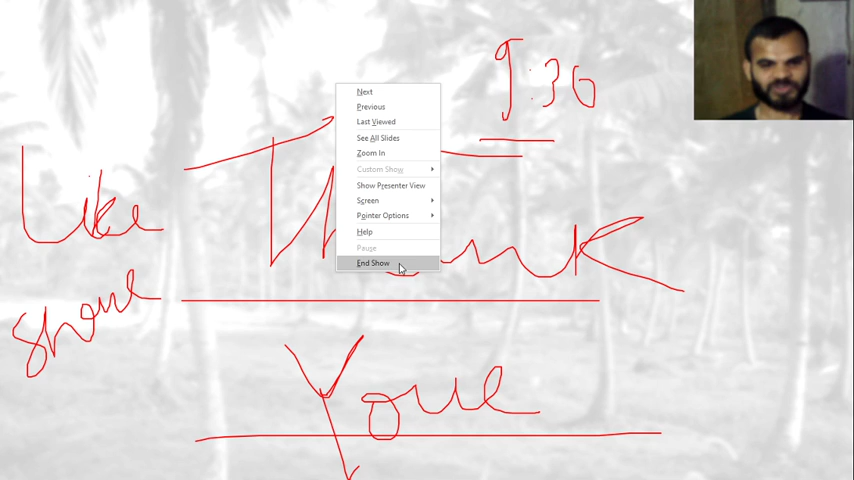 9:30
Like Thank
Share
Youe
Next
Previous
Last Viewed
See All Slides
Zoom In
Custom Show
Show Presenter View
Screen
Pointer Options
Help
Pause
End Show